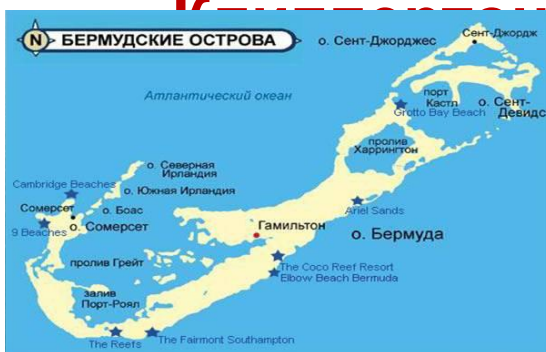 N
БЕРМУДСКИЕ ОСТРОВА
о. Сент-Джорджес
Сент-Джордж
Атлантический океан
порт
Кастл
о. Сент-
Девидс
Grotto Bay Beach
пролив
Харрингтон
о. Северная
Ирландия
Cambridge Beaches
о. Южная Ирландия
Сомерсет
о. Боас
Ariel Sands
9 Beaches
о. Сомерсет
Гамильтон
о. Бермуда
пролив Грейт
The Coco Reef Resort
Elbow Beach Bermuda
залив
Порт-Роял
The Reefs
The Fairmont Southampton